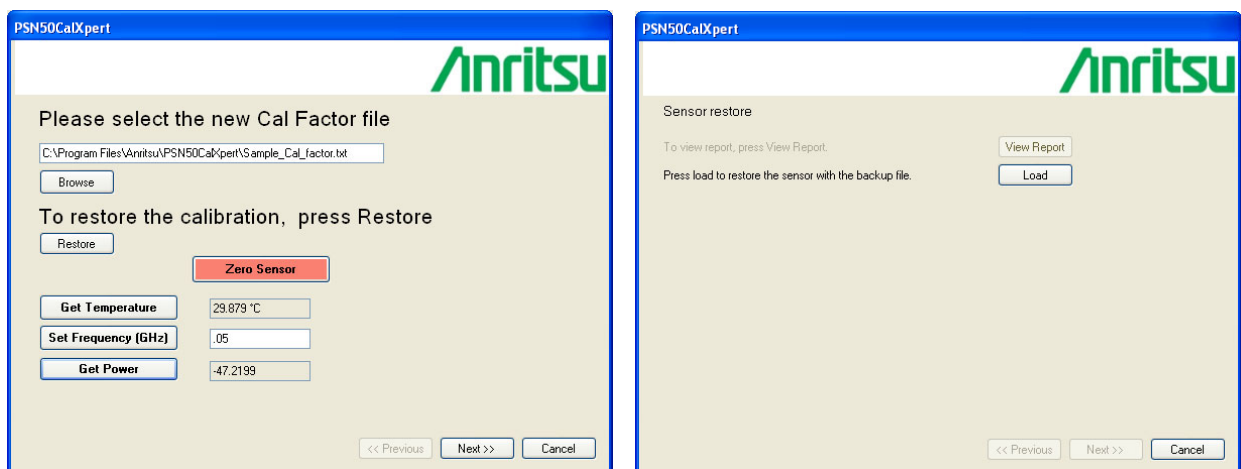 PSN50CalXpert
Anritsu
Please select the new Cal Factor file
C:\Program Files\Anritsu\PSN50CalXpert\Sample_Cal_factor.txt
Browse
To restore the calibration, press Restore
Restore
Zero Sensor
Get Temperature 29.879 °C
Set Frequency (GHz) .05
Get Power -47.2199
<< Previous Next >> Cancel
PSN50CalXpert
Anritsu
Sensor restore
To view report, press View Report. View Report
Press load to restore the sensor with the backup file. Load
<< Previous Next >> Cancel